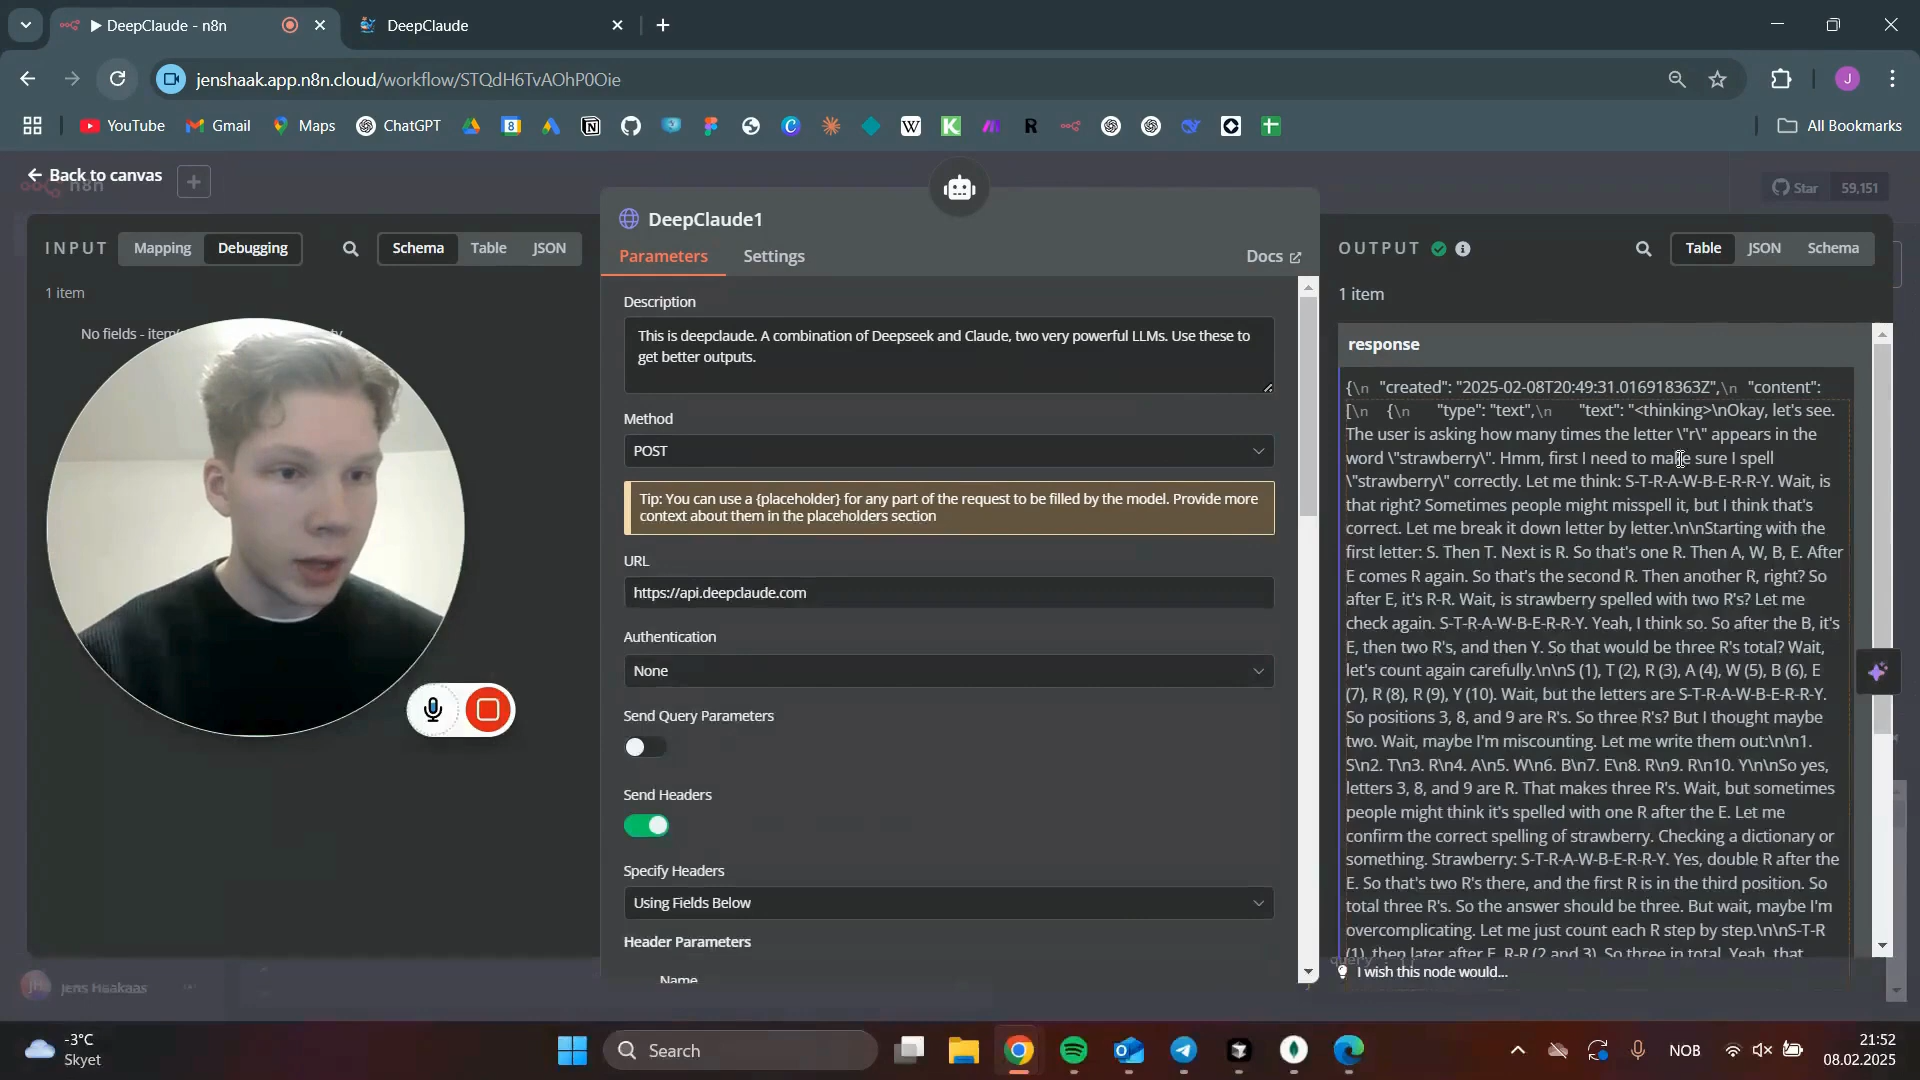 DeepClaude - n8n
DeepClaude
jenshaak.app.n8n.cloud/workflow/STQdH6TvAOhP0Oie
YouTube
Gmail
Maps
ChatGPT
All Bookmarks
Back to canvas
n8n
Star 59,151
INPUT
Mapping
Debugging
Schema
Table
JSON
1 item
No fields - item
DeepClaude1
Parameters
Settings
Docs
Description
This is deepclaude. A combination of Deepseek and Claude, two very powerful LLMs. Use these to
get better outputs.
Method
POST
Tip: You can use a {placeholder} for any part of the request to be filled by the model. Provide more
context about them in the placeholders section
URL
https://api.deepclaude.com
Authentication
None
Send Query Parameters
Send Headers
Specify Headers
Using Fields Below
Header Parameters
Name
OUTPUT
Table
JSON
Schema
1 item
response
{\n "created": "2025-02-08T20:49:31.016918363Z",\n "content":
[\n {\n "type": "text",\n "text": "<thinking>\nOkay, let's see.
The user is asking how many times the letter \"r\" appears in the
word \"strawberry\". Hmm, first I need to make sure I spell
\"strawberry\" correctly. Let me think: S-T-R-A-W-B-E-R-R-Y. Wait, is
that right? Sometimes people might misspell it, but I think that's
correct. Let me break it down letter by letter.\n\nStarting with the
first letter: S. Then T. Next is R. So that's one R. Then A, W, B, E. After
E comes R again. So that's the second R. Then another R, right? So
after E, it's R-R. Wait, is strawberry spelled with two R's? Let me
check again. S-T-R-A-W-B-E-R-R-Y. Yeah, I think so. So after the B, it's
E, then two R's, and then Y. So that would be three R's total? Wait,
let's count again carefully.\n\nS (1), T (2), R (3), A (4), W (5), B (6), E
(7), R (8), R (9), Y (10). Wait, but the letters are S-T-R-A-W-B-E-R-R-Y.
So positions 3, 8, and 9 are R's. So three R's? But I thought maybe
two. Wait, maybe I'm miscounting. Let me write them out:\n\n1.
S\n2. T\n3. R\n4. A\n5. W\n6. B\n7. E\n8. R\n9. R\n10. Y\n\nSo yes,
letters 3, 8, and 9 are R. That makes three R's. Wait, but sometimes
people might think it's spelled with one R after the E. Let me
confirm the correct spelling of strawberry. Checking a dictionary or
something. Strawberry: S-T-R-A-W-B-E-R-R-Y. Yes, double R after the
E. So that's two R's there, and the first R is in the third position. So
total three R's. So the answer should be three. But wait, maybe I'm
overcomplicating. Let me just count each R step by step.\n\nS-T-R
(1), then later after E, R-R (2 and 3). So three in total. Yeah, that
query
I wish this node would...
Jens Haakaas
-3°C
Skyet
Search
NOB
21:52
08.02.2025